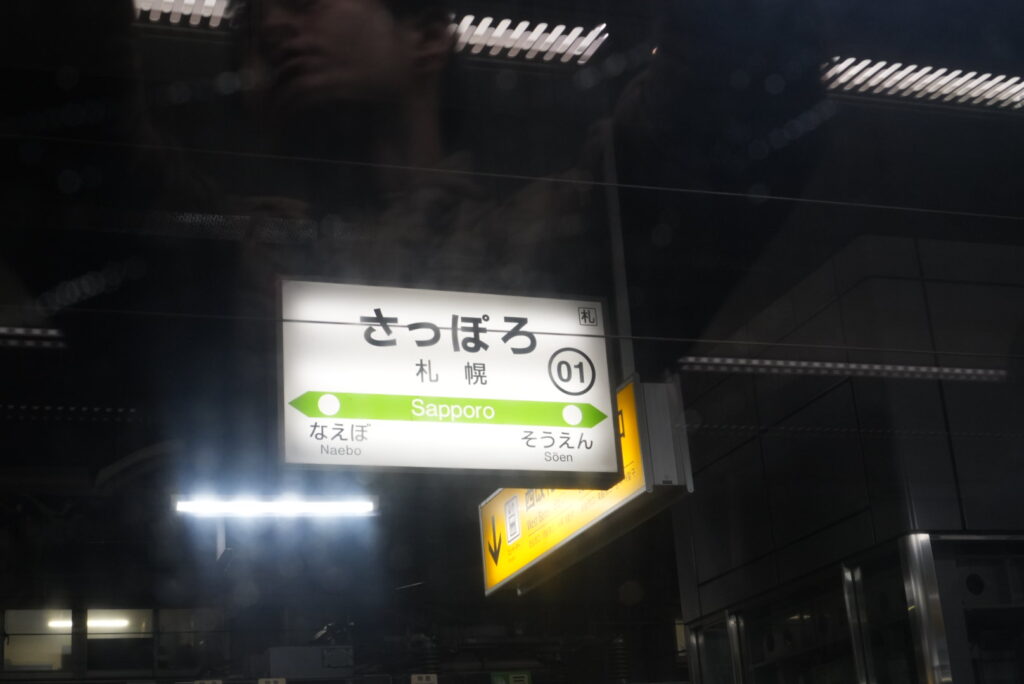 札
さっぽろ
札幌
01
Sapporo
なえぼ
そうえん
Naebo
Sōen